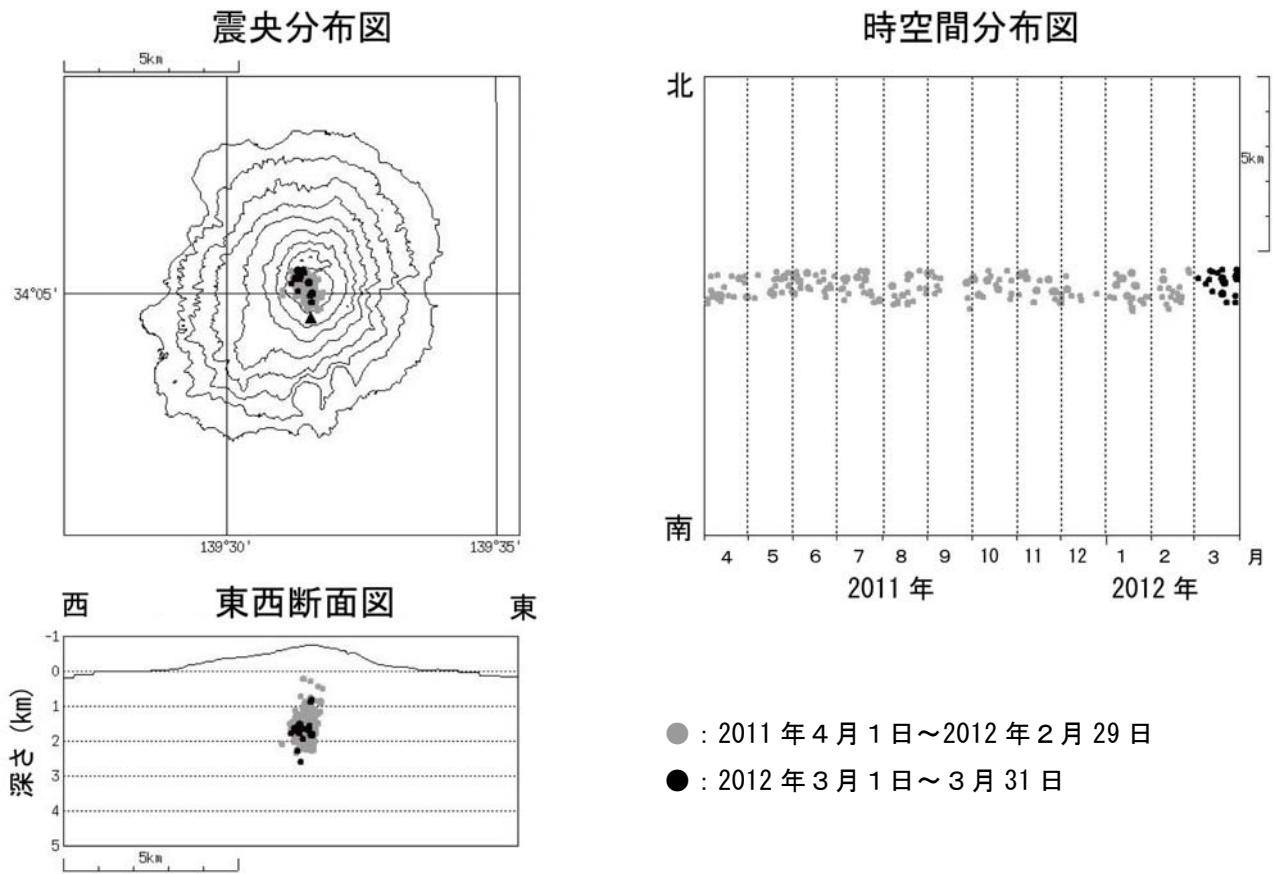 震央分布図
5km
34°05'
139°30'
139°35'
時空間分布図
北
5km
南
4 5 6 7 8 9 10 11 12 1 2 3 月
2011 年 2012 年
西 東西断面図 東
-1
0
1
2
3
4
5
深さ (km)
5km
● : 2011 年 4 月 1 日～2012 年 2 月 29 日
● : 2012 年 3 月 1 日～ 3 月 31 日